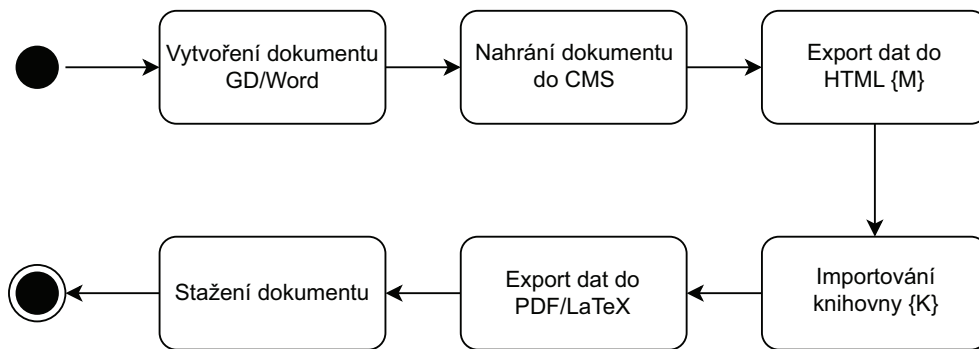 Vytvoření dokumentu
GD/Word
Nahrání dokumentu
do CMS
Export dat do
HTML {M}
Importování
knihovny {K}
Export dat do
PDF/LaTeX
Stažení dokumentu